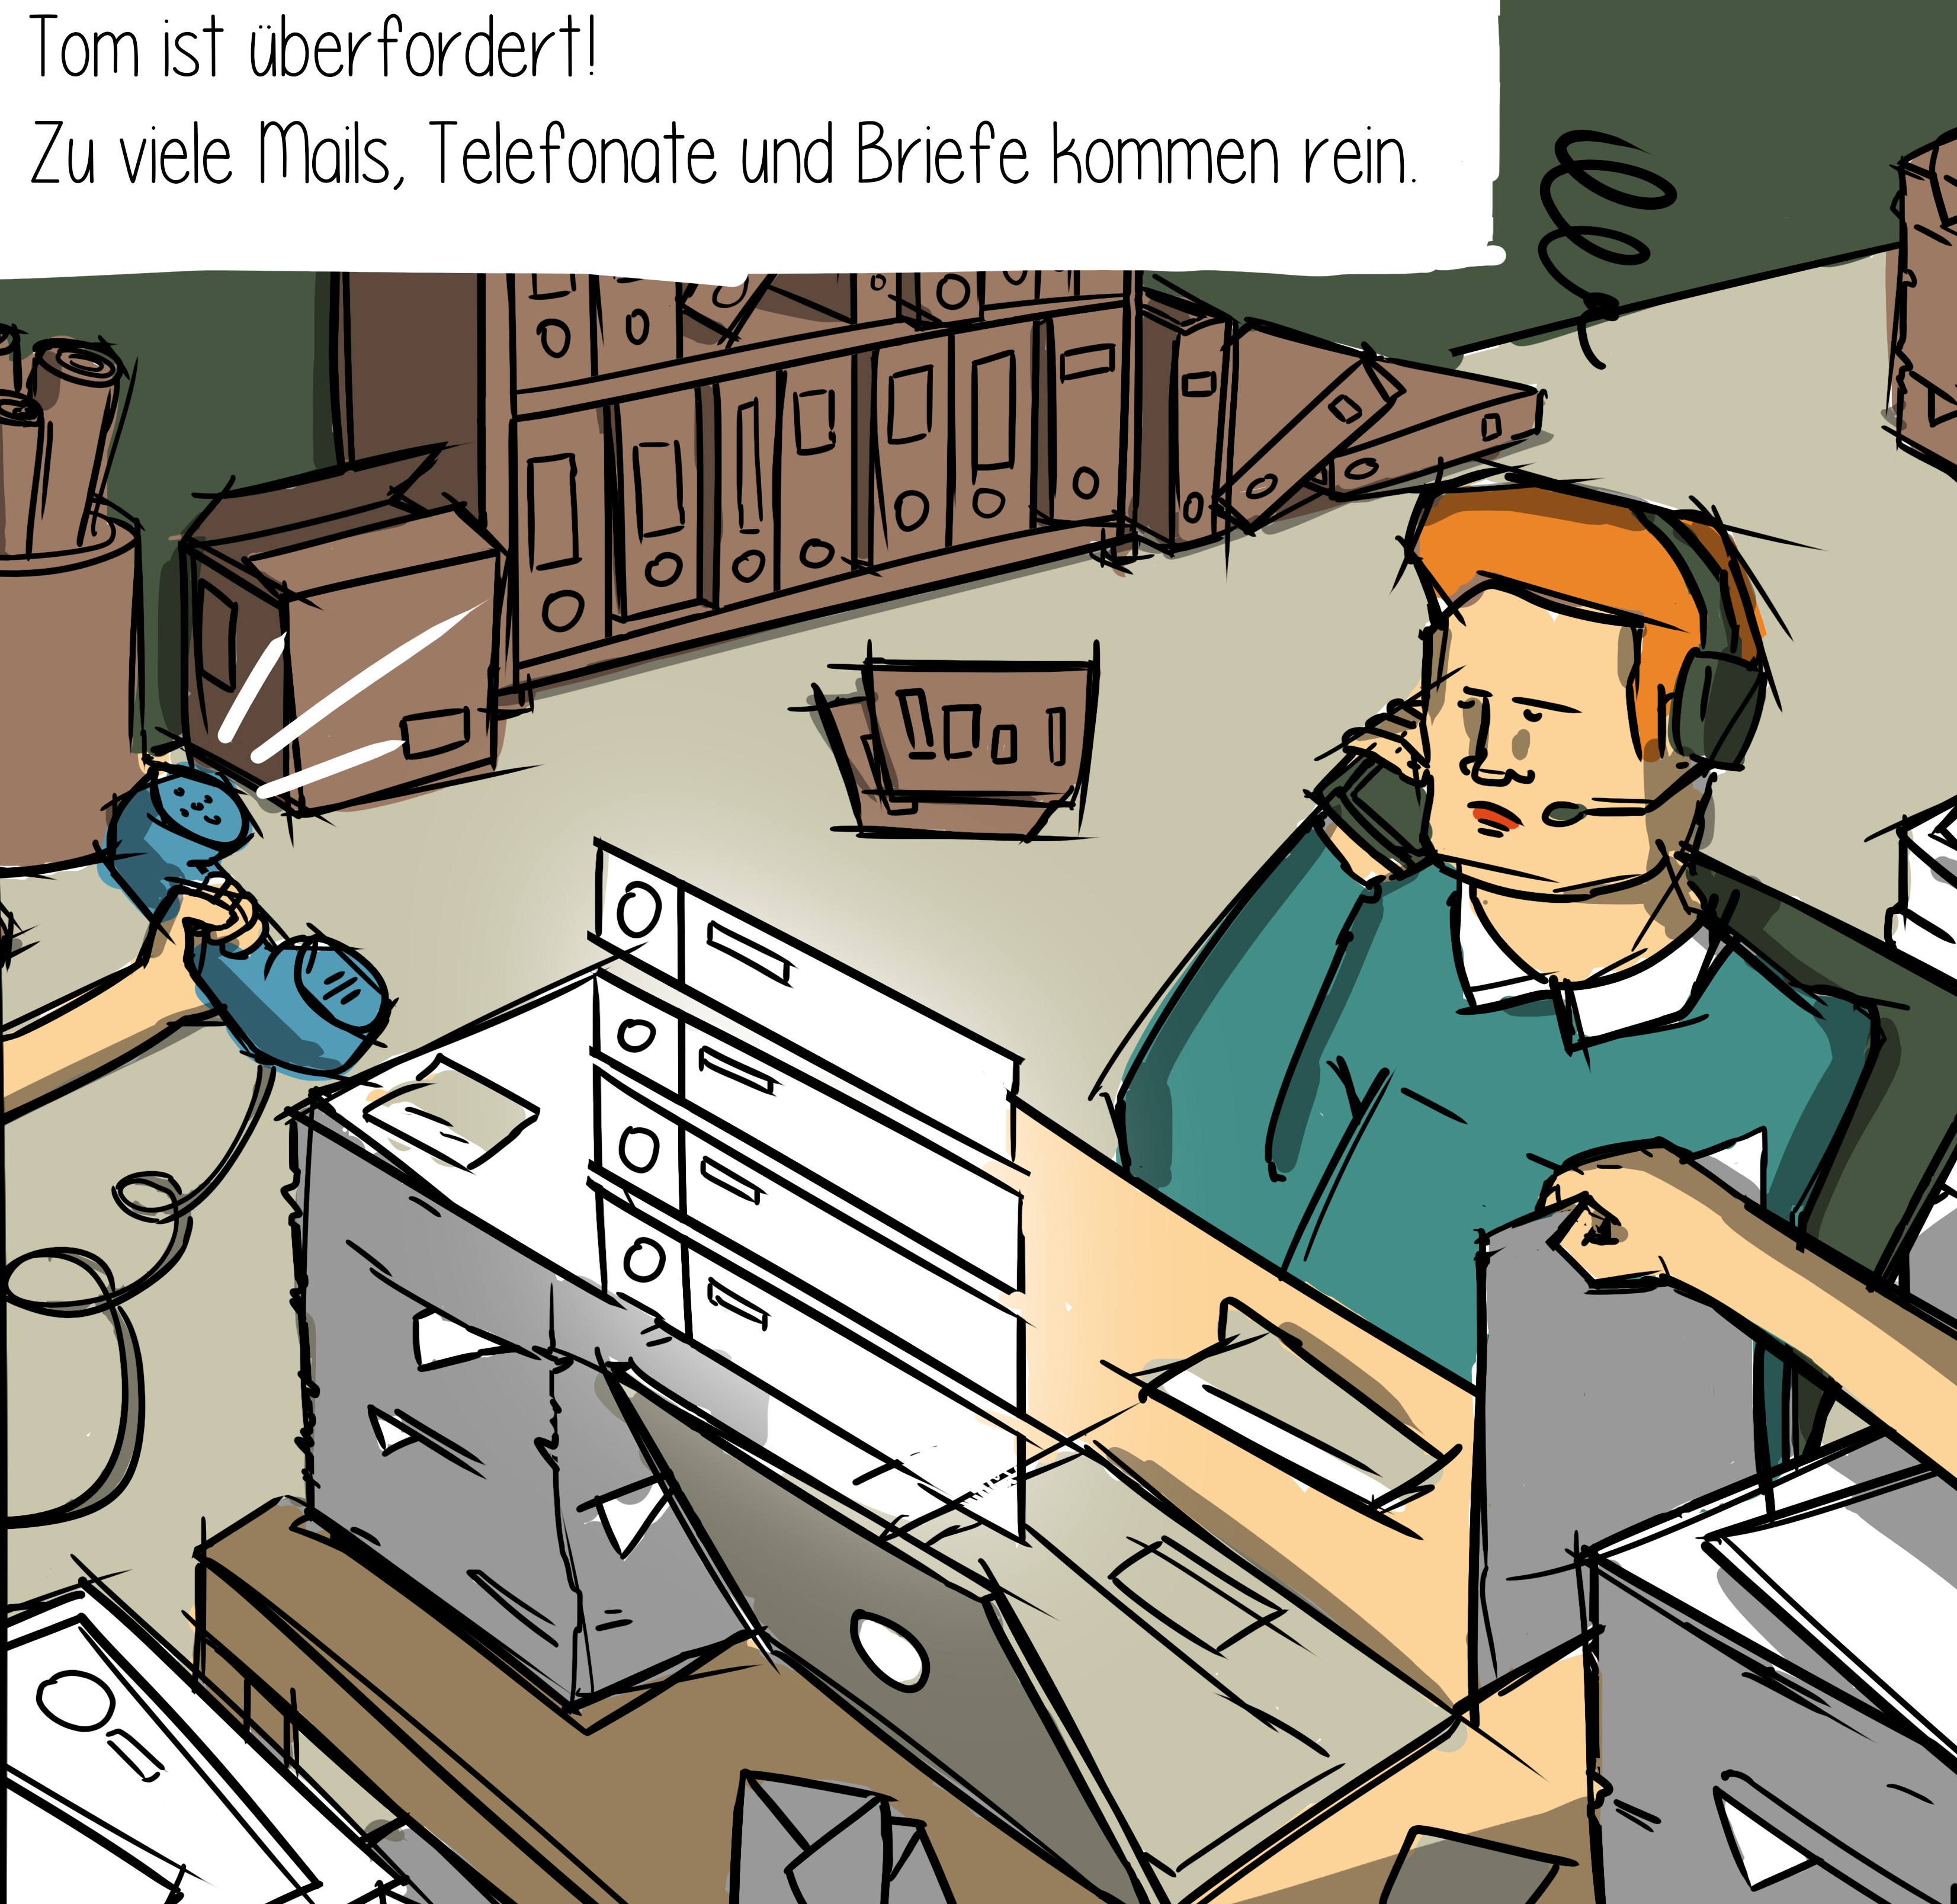 Tom ist überfordert!
Zu viele Mails, Telefonate und Briefe kommen rein.